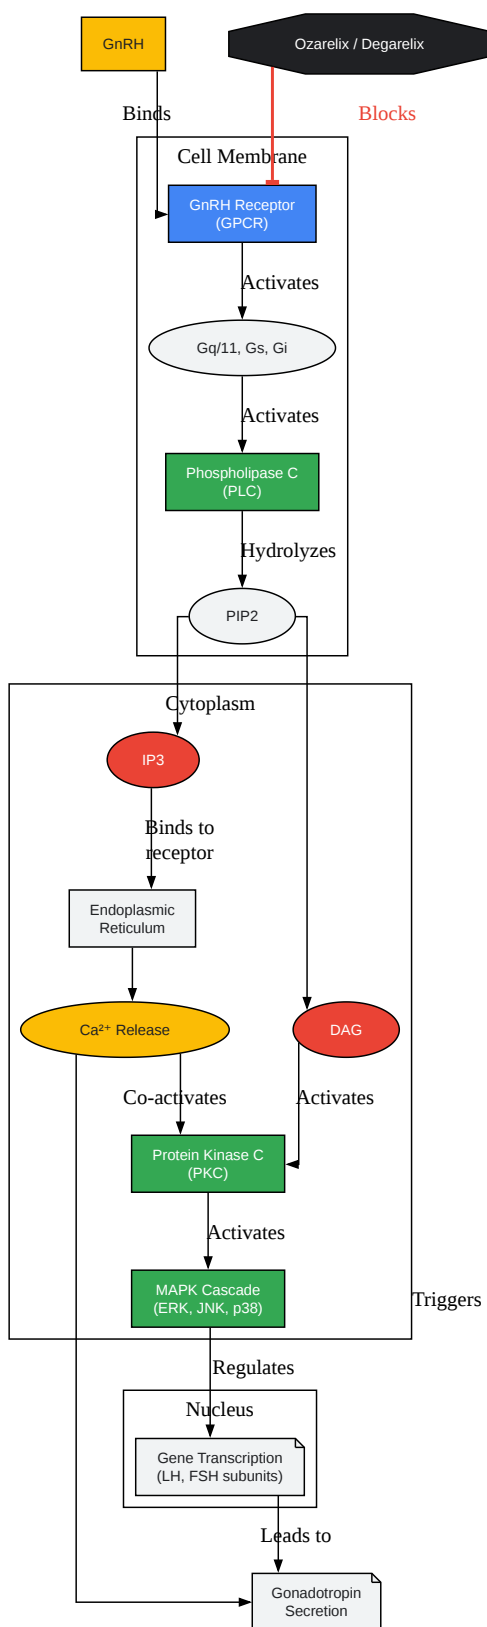 GnRH
Ozarelix / Degarelix
Binds
Blocks
Cell Membrane
GnRH Receptor
(GPCR)
Activates
Gq/11, Gs, Gi
Activates
Phospholipase C
(PLC)
Hydrolyzes
PIP2
Cytoplasm
IP3
Binds to
receptor
Endoplasmic
Reticulum
Ca²⁺ Release
DAG
Co-activates
Activates
Protein Kinase C
(PKC)
Activates
MAPK Cascade
(ERK, JNK, p38)
Triggers
Regulates
Nucleus
Gene Transcription
(LH, FSH subunits)
Leads to
Gonadotropin
Secretion